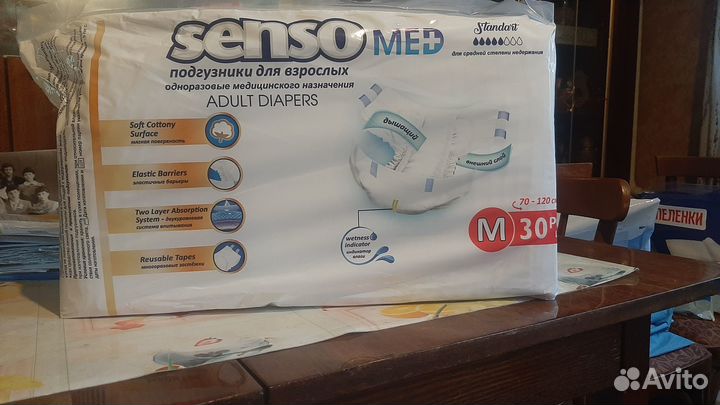 senso MED
Standart
для средней степени недержания
подгузники для взрослых
одноразовые медицинского назначения
ADULT DIAPERS
Soft Cottony
Surface
мягкая поверхность
Elastic Barriers
эластичные барьеры
Two Layer Absorption
System - двухуровневая
система впитывания
Reusable Tapes
многоразовые застёжки
дышащий
внешний слой
wetness
indicator
индикатор
влаги
70 - 120
M 30
ПЕЛЕНКИ
Avito